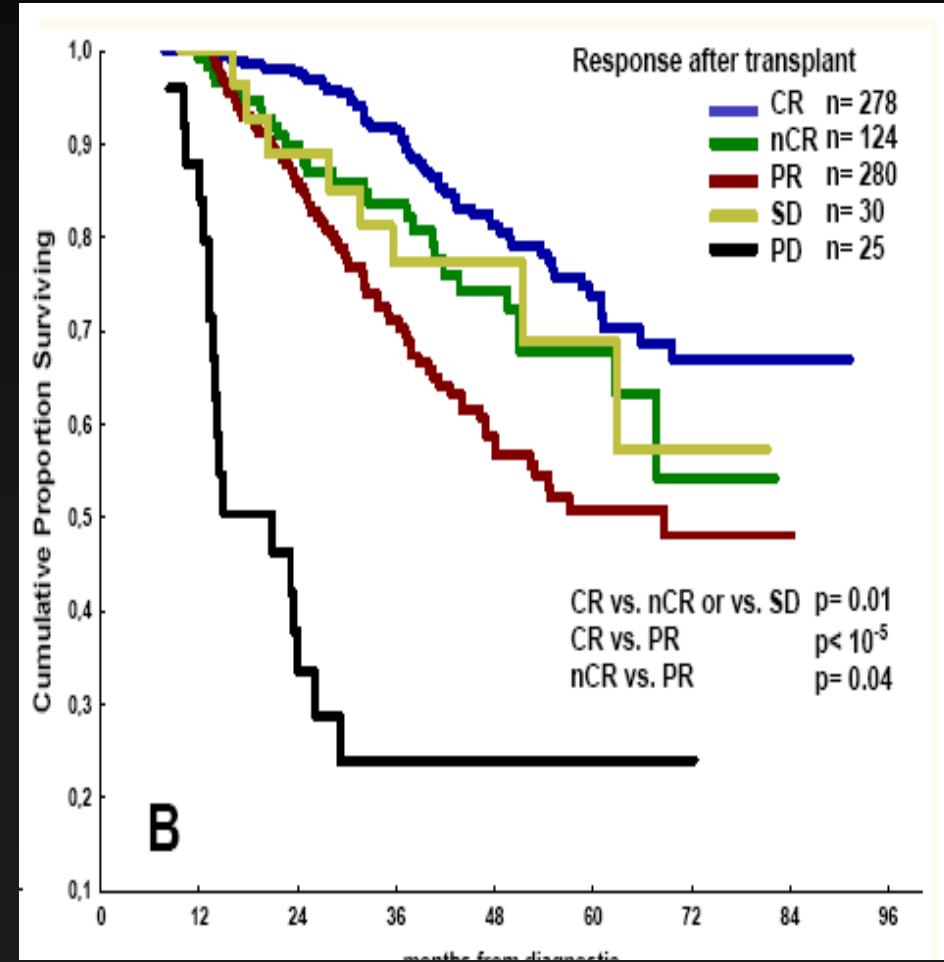 Response after transplant
CR n= 278
nCR n= 124
PR n= 280
SD n= 30
PD n= 25
Cumulative Proportion Surviving
1,0
0,9
0,8
0,7
0,6
0,5
0,4
0,3
0,2
0,1
CR vs. nCR or vs. SD p= 0.01
CR vs. PR p< 10⁻⁵
nCR vs. PR p= 0.04
B
0 12 24 36 48 60 72 84 96
months from